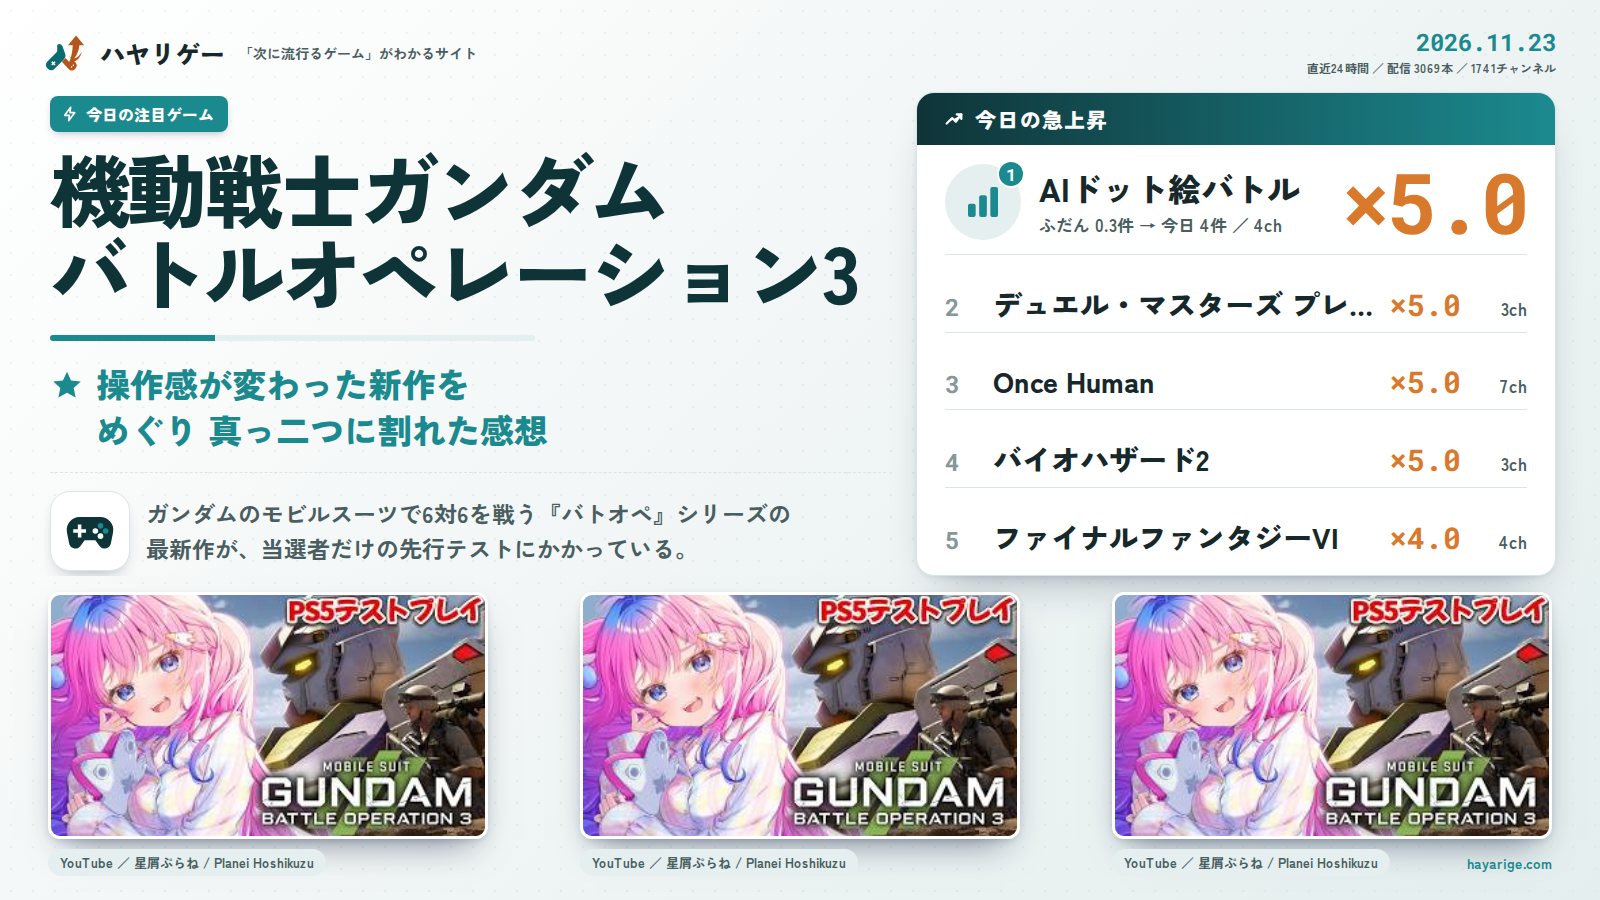 ハヤリゲー
「次に流行るゲーム」がわかるサイト
2026.11.23
直近24時間 ／ 配信 3069本 ／ 1741チャンネル
今日の注目ゲーム
機動戦士ガンダム
バトルオペレーション3
操作感が変わった新作を
めぐり 真っ二つに割れた感想
ガンダムのモビルスーツで6対6を戦う『バトオペ』シリーズの
最新作が、当選者だけの先行テストにかかっている。
今日の急上昇
1
AIドット絵バトル
ふだん 0.3件 → 今日 4件 ／ 4ch
×5.0
2 デュエル・マスターズ プレ… ×5.0 3ch
3 Once Human ×5.0 7ch
4 バイオハザード2 ×5.0 3ch
5 ファイナルファンタジーVI ×4.0 4ch
PS5テストプレイ
MOBILE SUIT
GUNDAM
BATTLE OPERATION 3
YouTube ／ 星屑ぷらね / Planei Hoshikuzu
PS5テストプレイ
MOBILE SUIT
GUNDAM
BATTLE OPERATION 3
YouTube ／ 星屑ぷらね / Planei Hoshikuzu
PS5テストプレイ
MOBILE SUIT
GUNDAM
BATTLE OPERATION 3
YouTube ／ 星屑ぷらね / Planei Hoshikuzu
hayarige.com